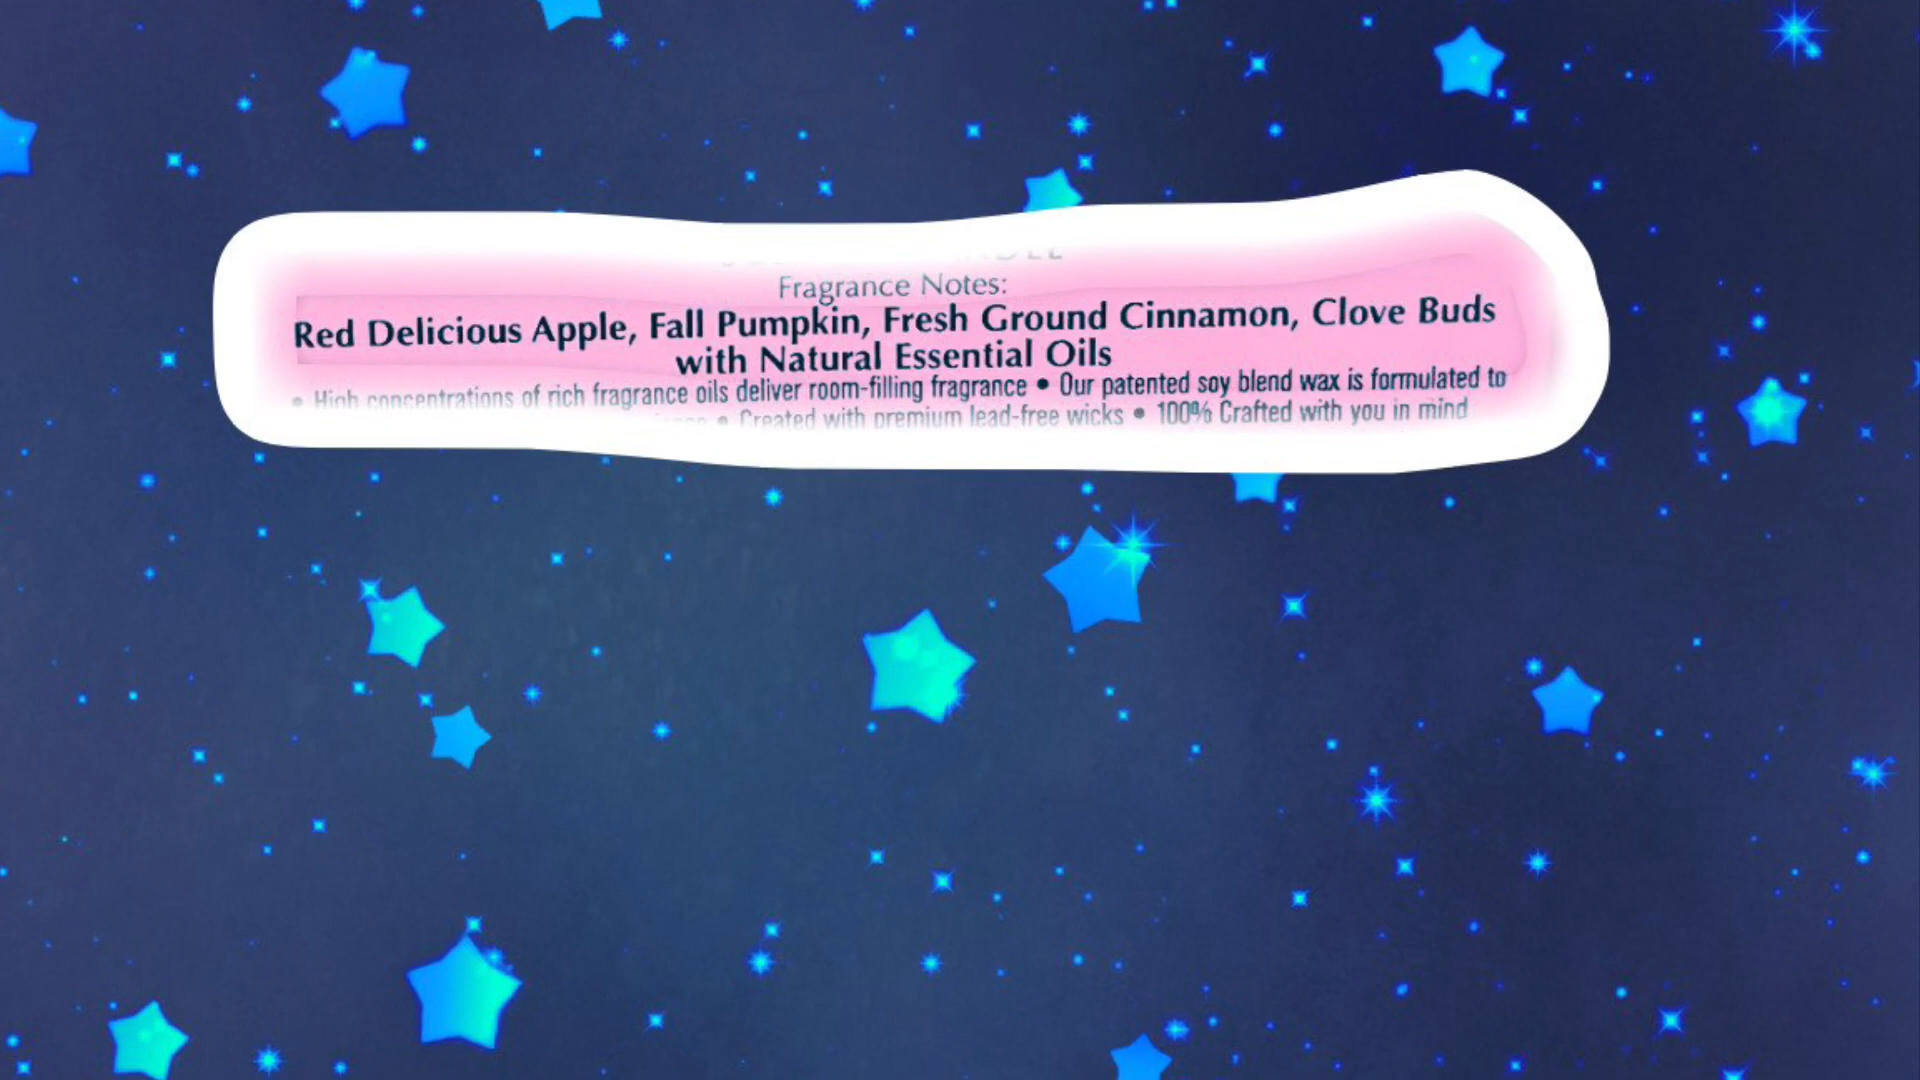 Fragrance Notes:
Red Delicious Apple, Fall Pumpkin, Fresh Ground Cinnamon, Clove Buds
with Natural Essential Oils
• High concentrations of rich fragrance oils deliver room-filling fragrance • Our patented soy blend wax is formulated to
• Created with premium lead-free wicks • 100% Crafted with you in mind